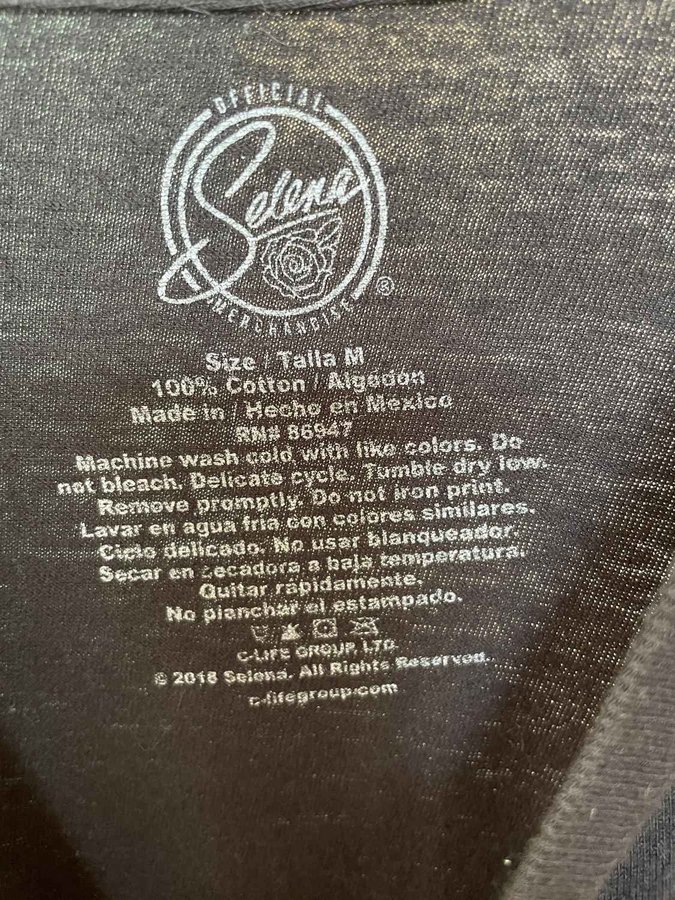 OFFICIAL
Selena
MERCHANDISE
®
Size / Talla M
100% Cotton / Algodón
Made in / Hecho en Mexico
RN# 86947
Machine wash cold with like colors. Do
not bleach. Delicate cycle. Tumble dry low.
Remove promptly. Do not iron print.
Lavar en agua fria con colores similares.
Ciclo delicado. No usar blanqueador.
Secar en secadora a baja temperatura.
Quitar rápidamente.
No planchar el estampado.
C-LIFE GROUP, LTD.
© 2018 Selena. All Rights Reserved.
c-lifegroup.com